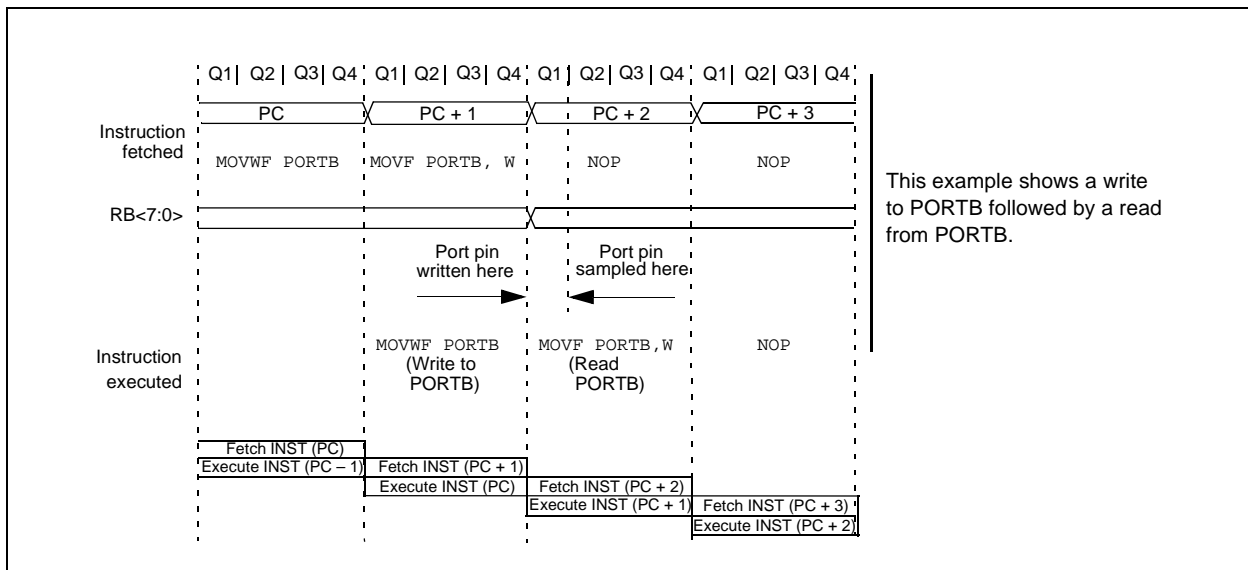 Q1| Q2 | Q3 | Q4 Q1| Q2 | Q3 | Q4 Q1| Q2 | Q3 | Q4 Q1| Q2 | Q3 | Q4
PC PC + 1 PC + 2 PC + 3
Instruction
fetched
MOVWF PORTB MOVF PORTB, W NOP NOP
RB<7:0>
This example shows a write
to PORTB followed by a read
from PORTB.
Port pin
written here
Port pin
sampled here
Instruction
executed
MOVWF PORTB
(Write to
PORTB)
MOVF PORTB,W
(Read
PORTB)
NOP
Fetch INST (PC)
Execute INST (PC – 1) Fetch INST (PC + 1)
Execute INST (PC) Fetch INST (PC + 2)
Execute INST (PC + 1) Fetch INST (PC + 3)
Execute INST (PC + 2)